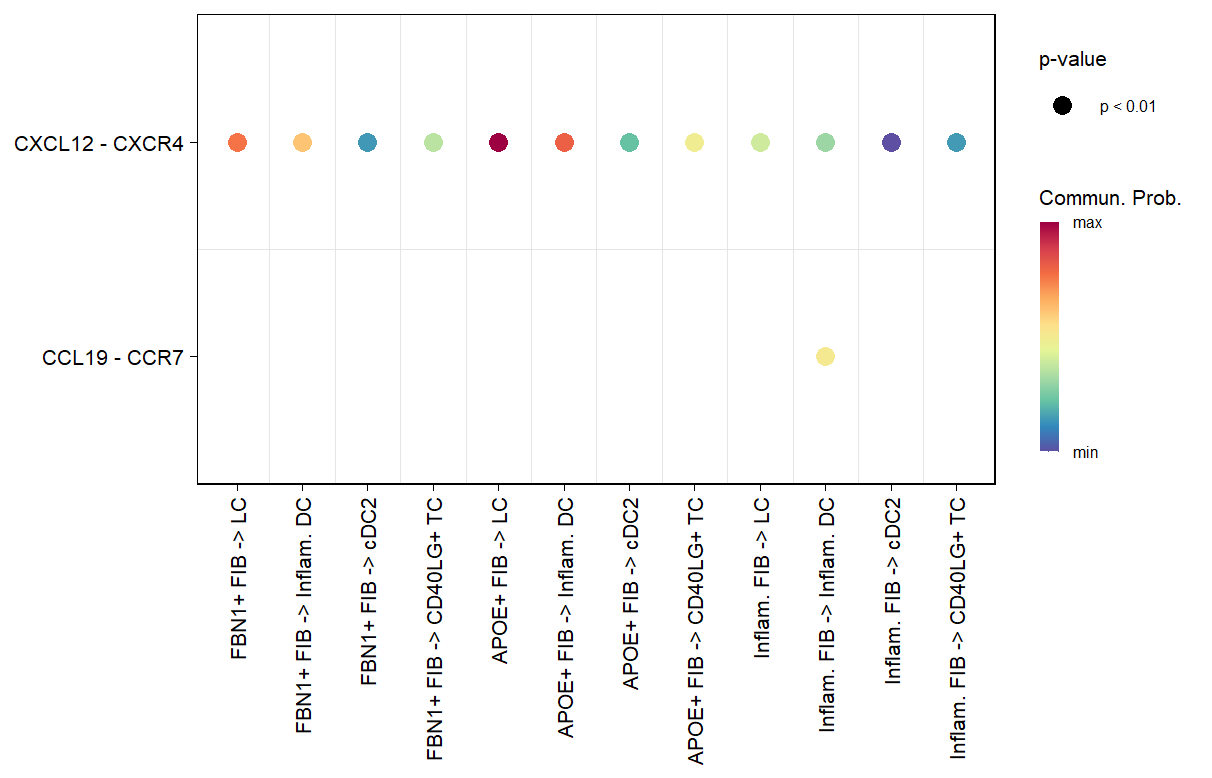 CXCL12 - CXCR4
CCL19 - CCR7
FBN1+ FIB -> LC
FBN1+ FIB -> Inflam. DC
FBN1+ FIB -> cDC2
FBN1+ FIB -> CD40LG+ TC
APOE+ FIB -> LC
APOE+ FIB -> Inflam. DC
APOE+ FIB -> cDC2
APOE+ FIB -> CD40LG+ TC
Inflam. FIB -> LC
Inflam. FIB -> Inflam. DC
Inflam. FIB -> cDC2
Inflam. FIB -> CD40LG+ TC
p-value
p < 0.01
Commun. Prob.
max
min